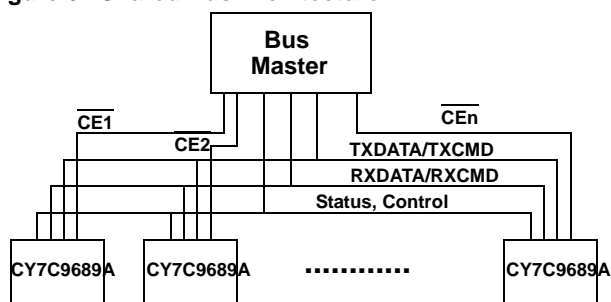 Bus
Master
CE1
CE2
CEn
TXDATA/TXCMD
RXDATA/RXCMD
Status, Control
CY7C9689A
CY7C9689A
............
CY7C9689A